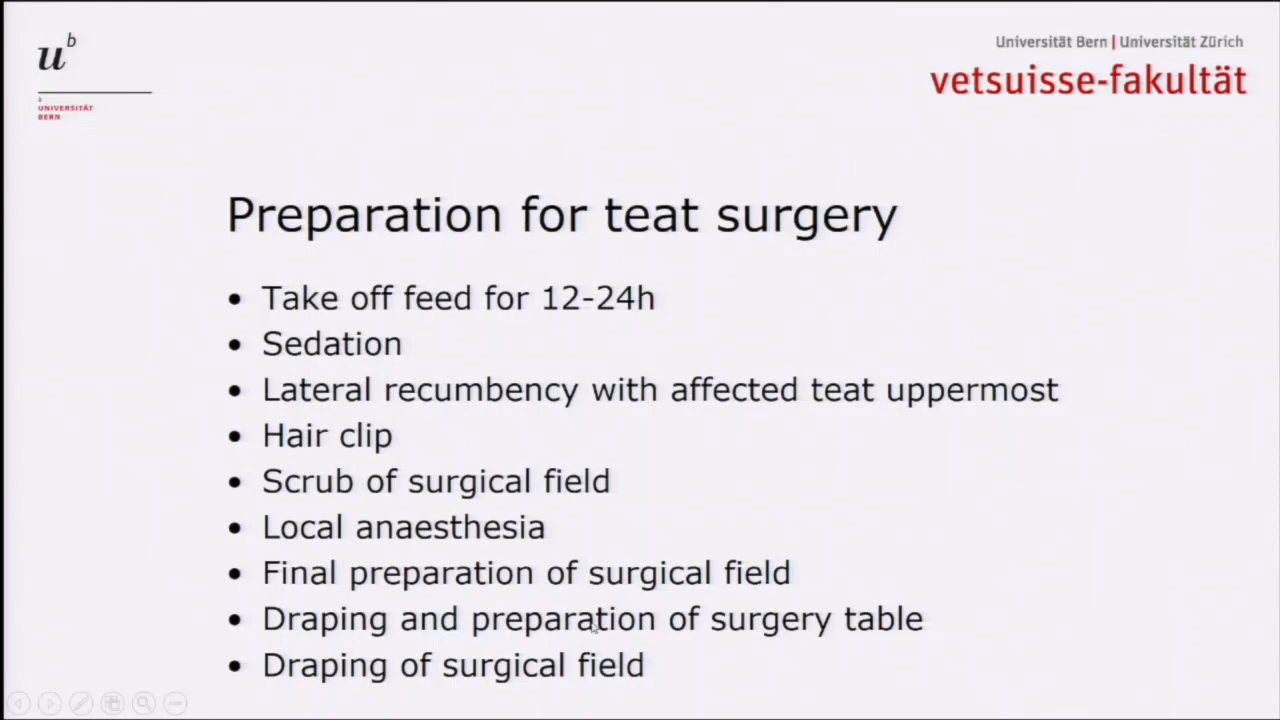 u
b
b
UNIVERSITÄT
BERN
Universität Bern | Universität Zürich
vetsuisse-fakultät
Preparation for teat surgery
• Take off feed for 12-24h
• Sedation
• Lateral recumbency with affected teat uppermost
• Hair clip
• Scrub of surgical field
• Local anaesthesia
• Final preparation of surgical field
• Draping and preparation of surgery table
• Draping of surgical field